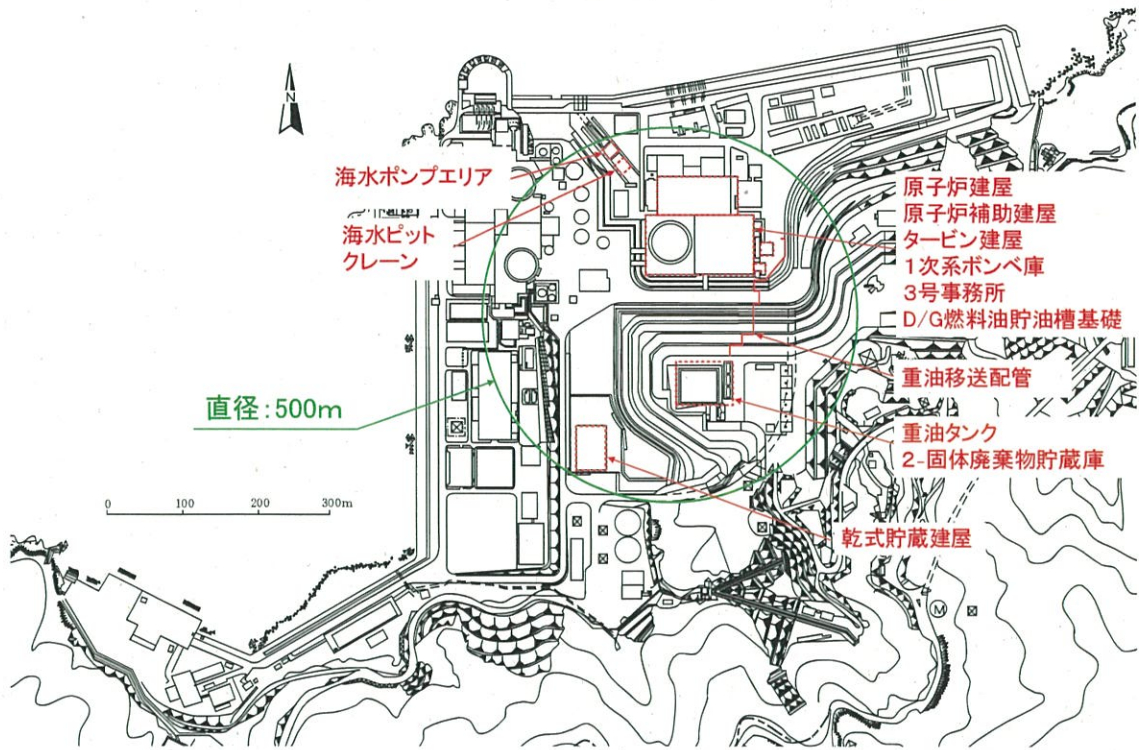 N
海水ポンプエリア
海水ピット
クレーン
原子炉建屋
原子炉補助建屋
タービン建屋
1次系ボンベ庫
3号事務所
D/G燃料油貯油槽基礎
重油移送配管
直径:500m
重油タンク
2-固体廃棄物貯蔵庫
0 100 200 300m
乾式貯蔵建屋
M